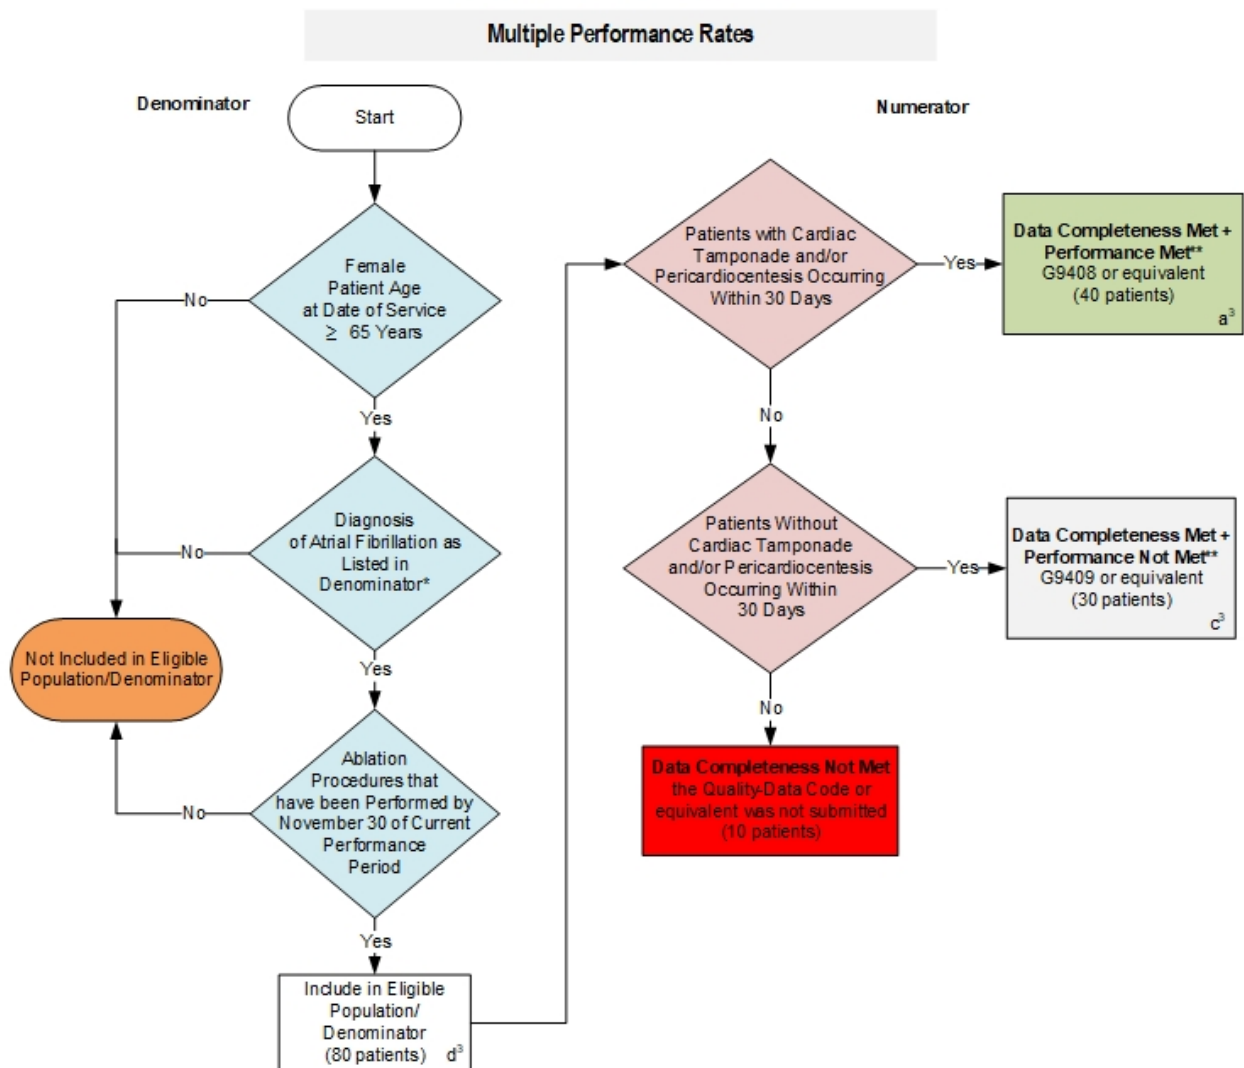 Multiple Performance Rates
Denominator
Start
Female
Patient Age
at Date of Service
≥ 65 Years
No
Yes
Diagnosis
of Atrial Fibrillation as
Listed in
Denominator*
No
Yes
Not Included in Eligible
Population/Denominator
Ablation
Procedures that
have been Performed by
November 30 of Current
Performance
Period
No
Yes
Include in Eligible
Population/
Denominator
(80 patients) d³
Numerator
Patients with Cardiac
Tamponade and/or
Pericardiocentesis Occurring
Within 30 Days
Yes
Data Completeness Met +
Performance Met**
G9408 or equivalent
(40 patients)
a³
No
Patients Without
Cardiac Tamponade
and/or Pericardiocentesis
Occurring Within
30 Days
Yes
Data Completeness Met +
Performance Not Met**
G9409 or equivalent
(30 patients)
c³
No
Data Completeness Not Met
the Quality-Data Code or
equivalent was not submitted
(10 patients)